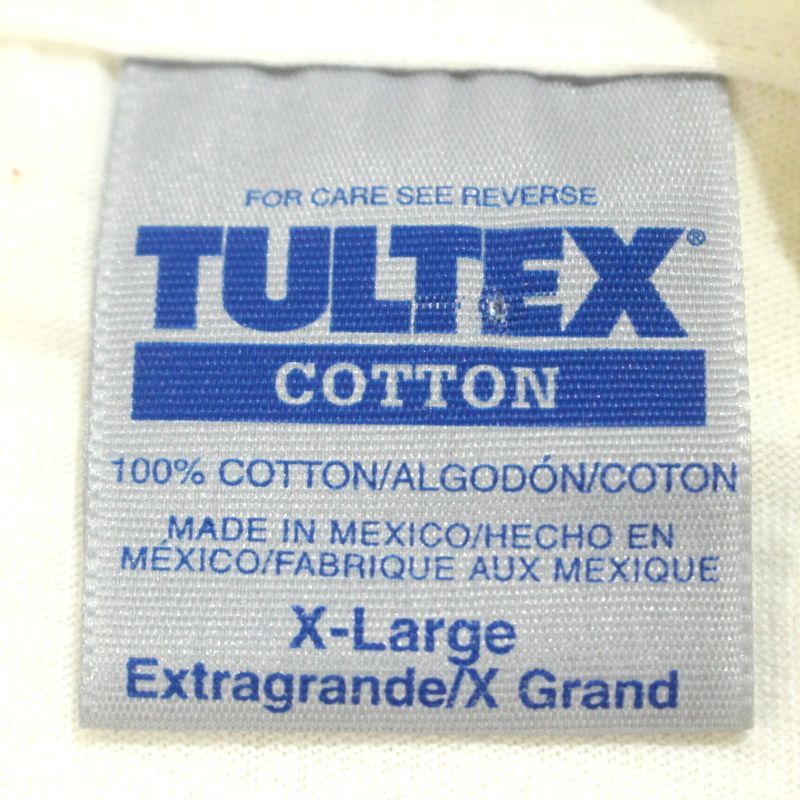 FOR CARE SEE REVERSE
TULTEX®
COTTON
100% COTTON/ALGODÓN/COTON
MADE IN MEXICO/HECHO EN
MÉXICO/FABRIQUE AUX MEXIQUE
X-Large
Extragrande/X Grand